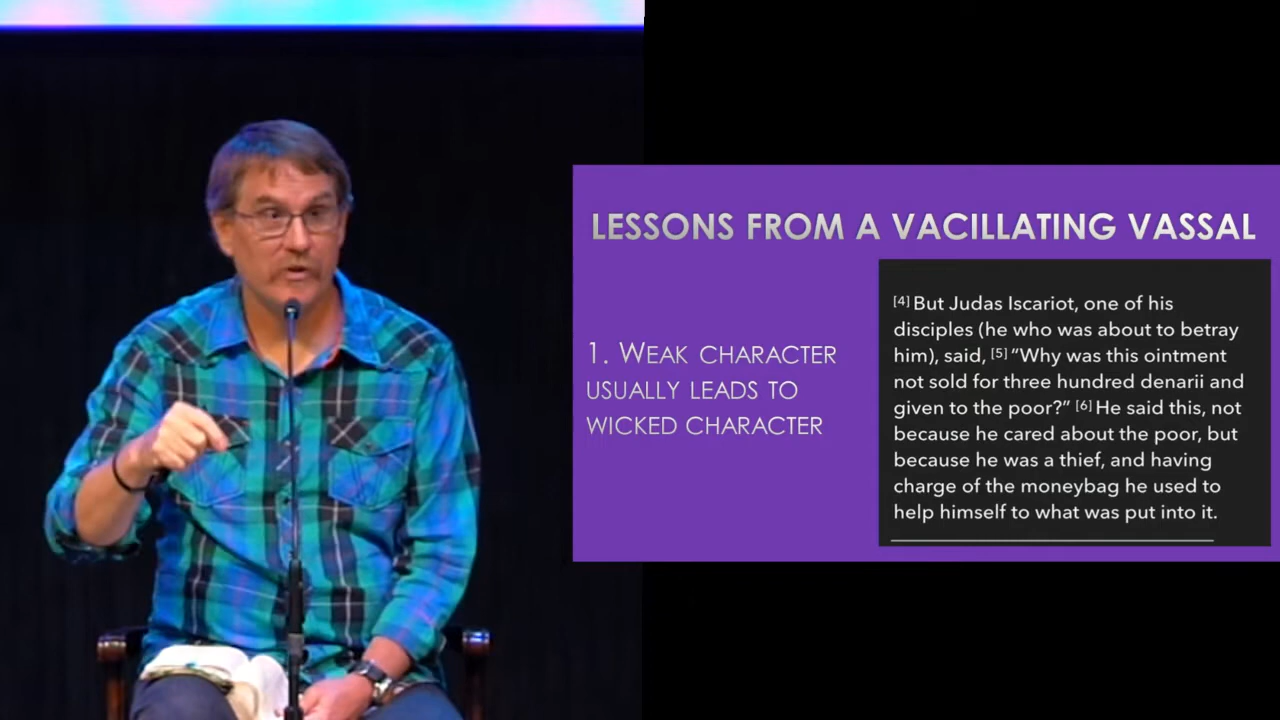 LESSONS FROM A VACILLATING VASSAL
1. WEAK CHARACTER
USUALLY LEADS TO
WICKED CHARACTER
[4] But Judas Iscariot, one of his
disciples (he who was about to betray
him), said, [5] “Why was this ointment
not sold for three hundred denarii and
given to the poor?” [6] He said this, not
because he cared about the poor, but
because he was a thief, and having
charge of the moneybag he used to
help himself to what was put into it.